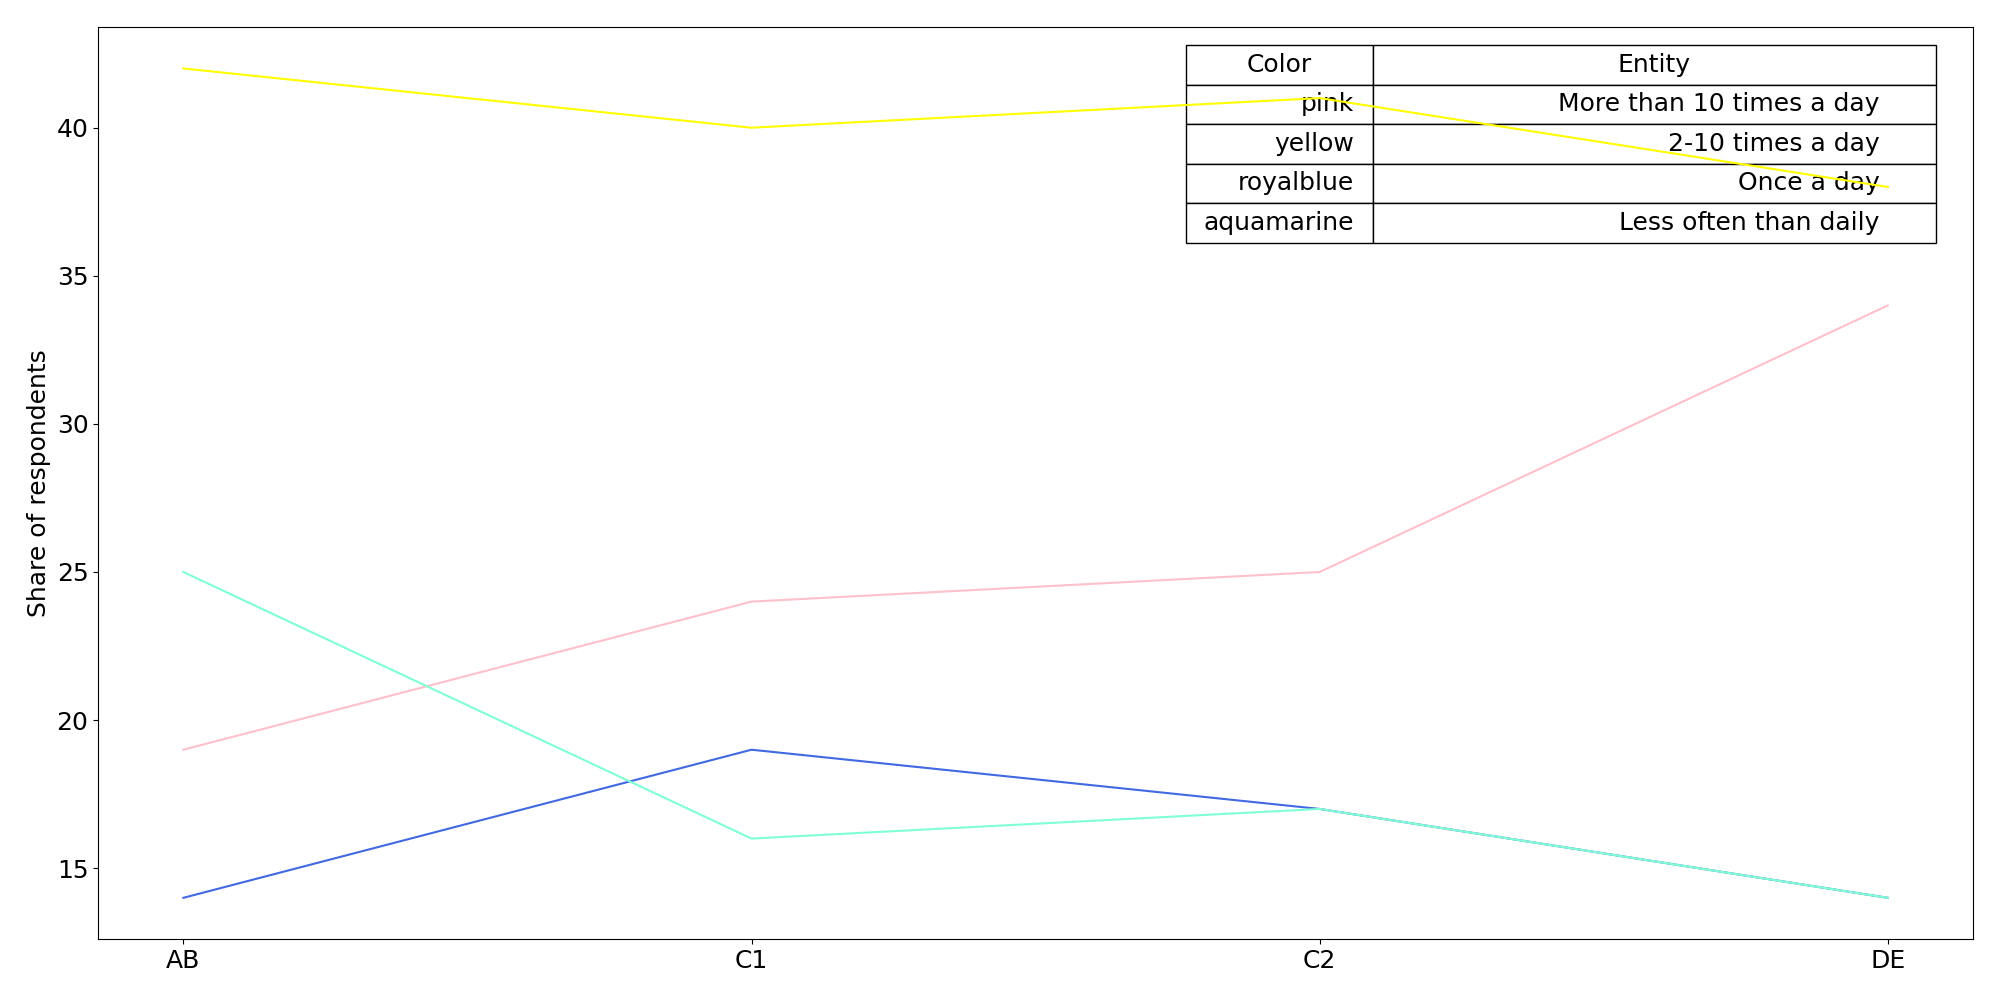 Color Entity
pink More than 10 times a day
yellow 2-10 times a day
royalblue Once a day
aquamarine Less often than daily
40
35
30
25
20
15
Share of respondents
AB C1 C2 DE